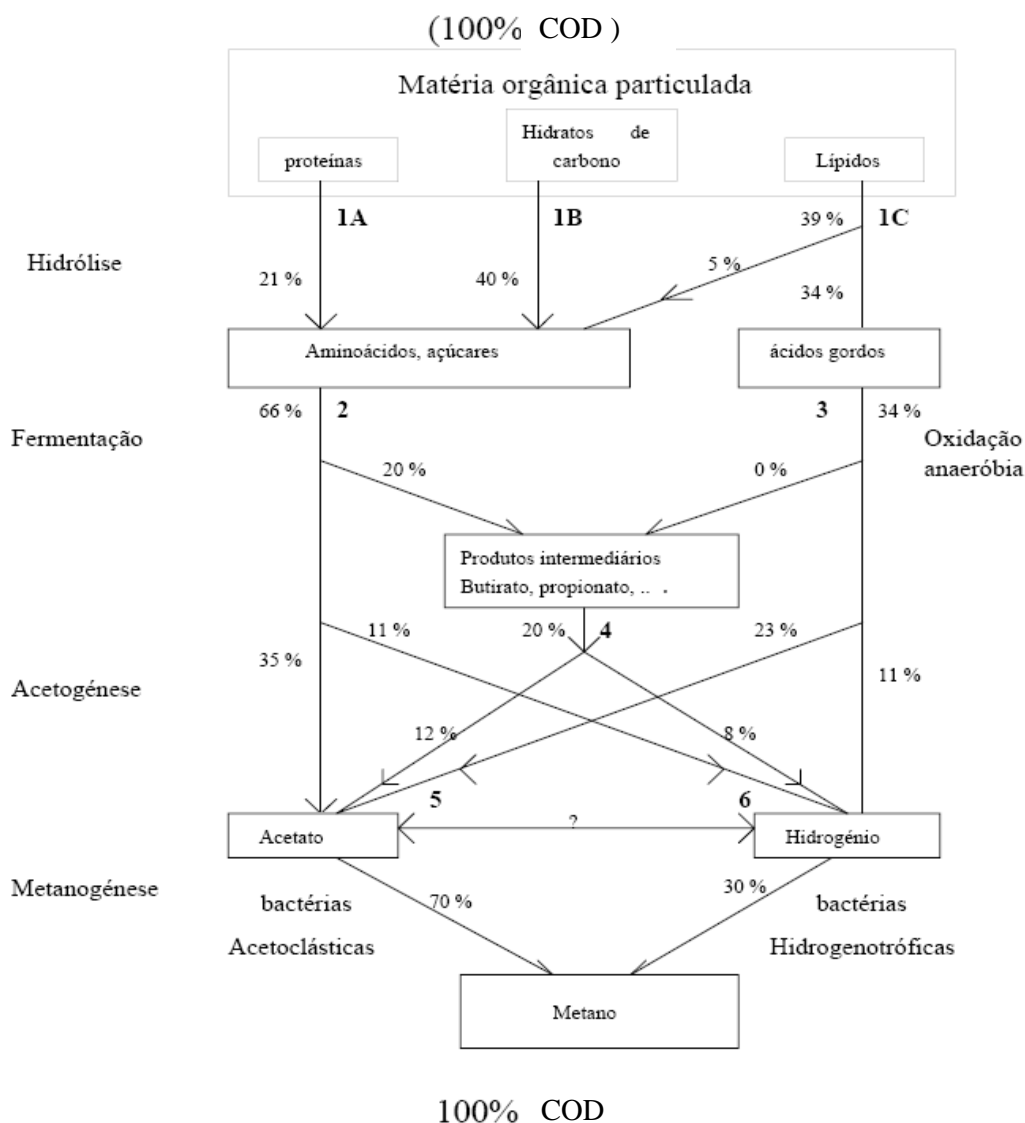 (100% COD )
Matéria orgânica particulada
proteínas
Hidratos de
carbono
Lípidos
1A
1B
39 %
1C
Hidrólise
21 %
40 %
5 %
34 %
Aminoácidos, açúcares
ácidos gordos
66 %
2
3
34 %
Fermentação
Oxidação
anaeróbia
20 %
0 %
Produtos intermediários
Butirato, propionato, .. .
11 %
20 %
4
23 %
35 %
11 %
Acetogénese
12 %
8 %
5
6
Acetato
?
Hidrogénio
Metanogénese
70 %
30 %
bactérias
Acetoclásticas
bactérias
Hidrogenotróficas
Metano
100% COD